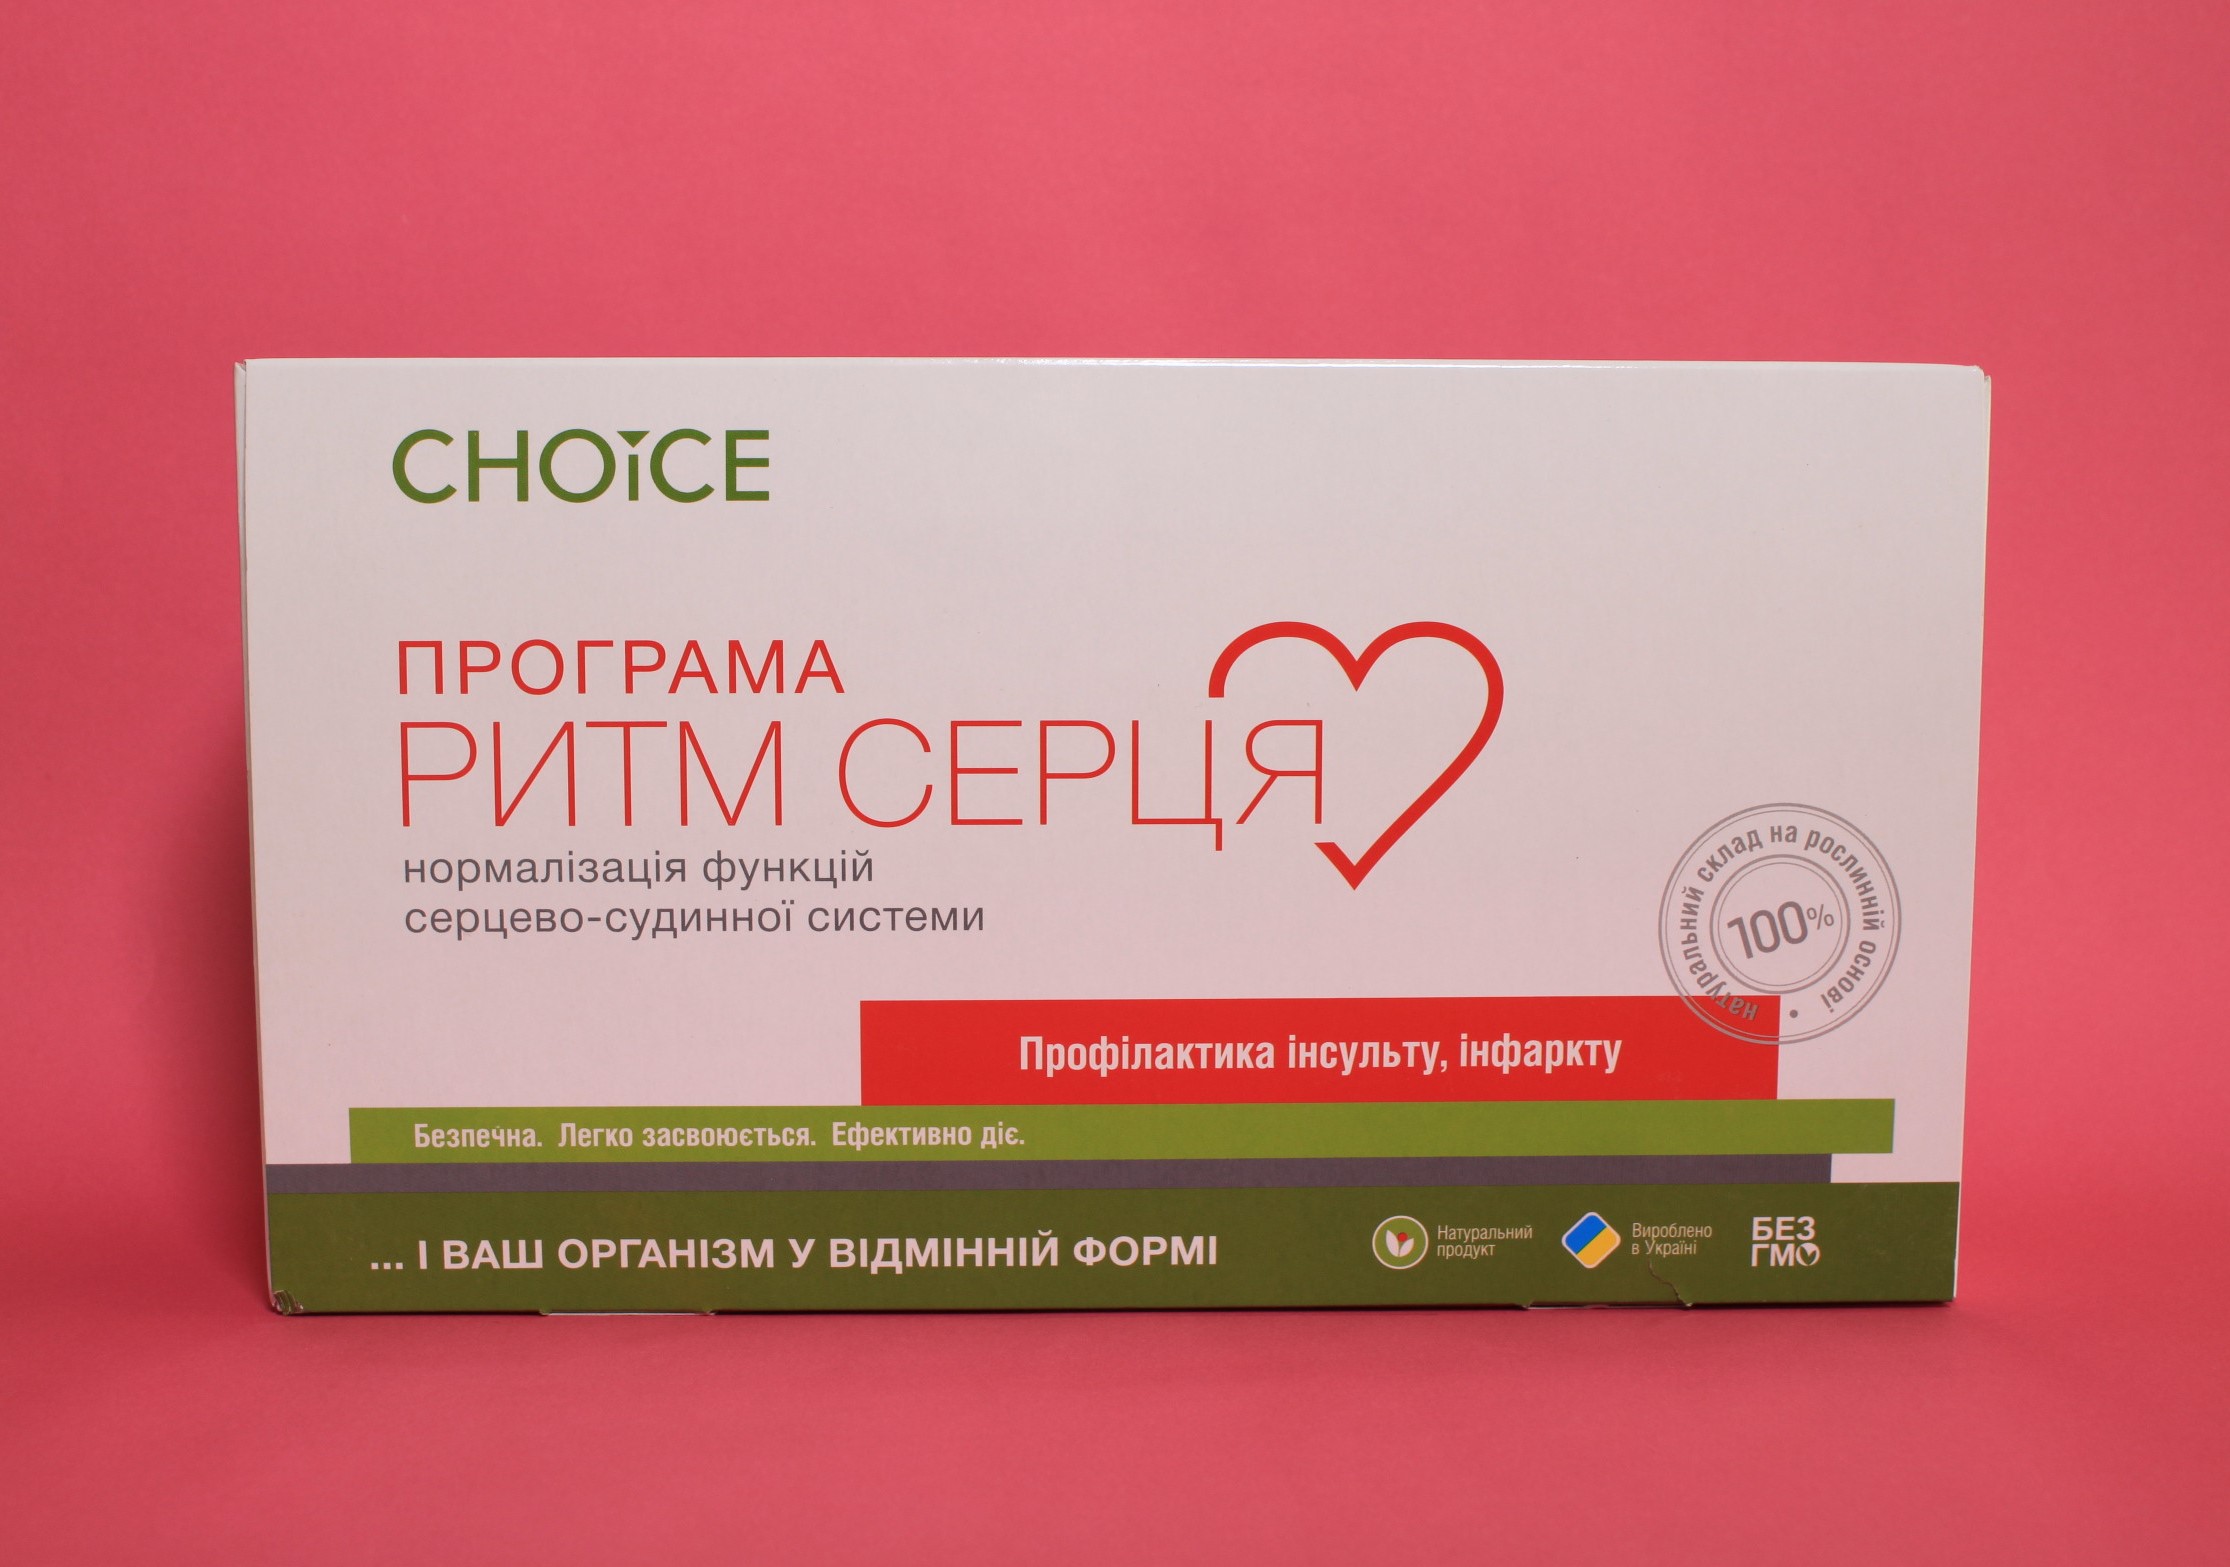 CHOICE
ПРОГРАМА
РИТМ СЕРЦЯ
нормалізація функцій
серцево-судинної системи
натуральний склад на рослинній основі •
100%
Профілактика інсульту, інфаркту
Безпечна. Легко засвоюється. Ефективно діє.
... І ВАШ ОРГАНІЗМ У ВІДМІННІЙ ФОРМІ
Натуральний
продукт
Вироблено
в Україні
БЕЗ
ГМО